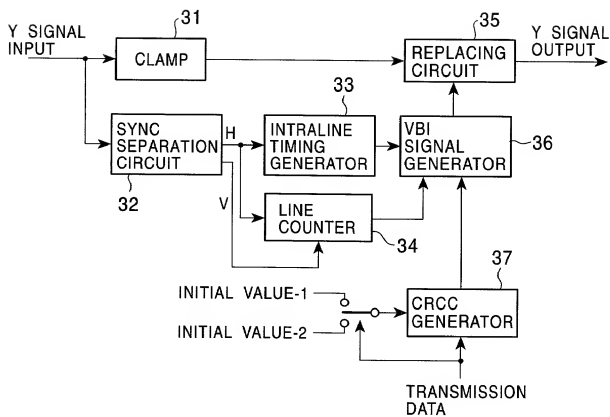 Y SIGNAL
INPUT
31
CLAMP
35
REPLACING
CIRCUIT
Y SIGNAL
OUTPUT
SYNC
SEPARATION
CIRCUIT
32
H
V
33
INTRALINE
TIMING
GENERATOR
VBI
SIGNAL
GENERATOR
36
LINE
COUNTER
34
37
CRCC
GENERATOR
INITIAL VALUE-1
INITIAL VALUE-2
TRANSMISSION
DATA